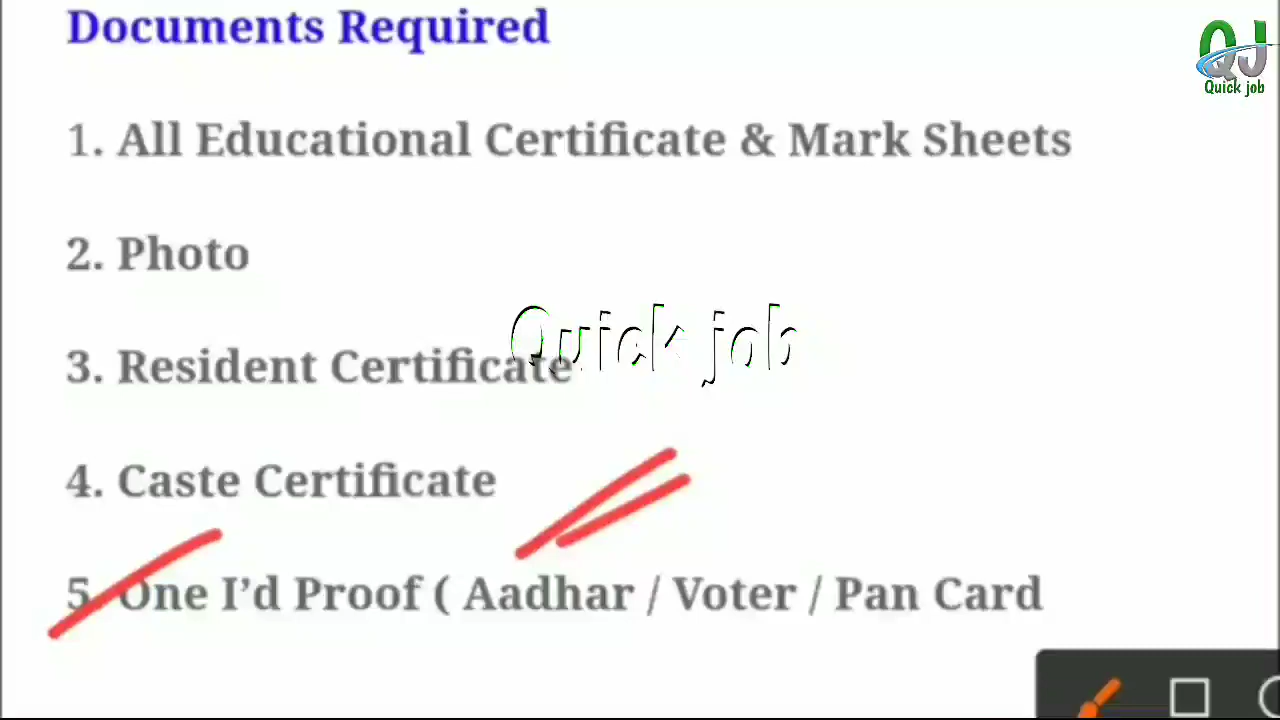 Documents Required
QJ
Quick job
1. All Educational Certificate & Mark Sheets
2. Photo
Quick job
3. Resident Certificate
4. Caste Certificate
5. One I’d Proof ( Aadhar / Voter / Pan Card